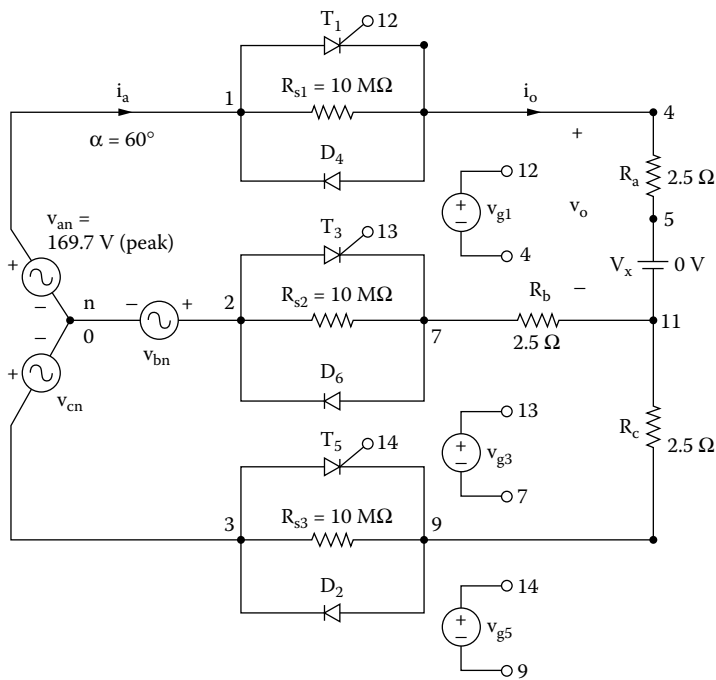 T1 12
Rs1 = 10 MΩ
1
ia
α = 60°
D4
io
4
+
Ra
2.5 Ω
vo
5
Vx
0 V
−
11
12
+
−
vg1
4
van =
169.7 V (peak)
+
−
n
0
−
+
vbn
−
+
vcn
T3 13
2
Rs2 = 10 MΩ
7
D6
Rb
2.5 Ω
13
+
−
vg3
7
Rc
2.5 Ω
T5 14
3
Rs3 = 10 MΩ
9
D2
14
+
−
vg5
9